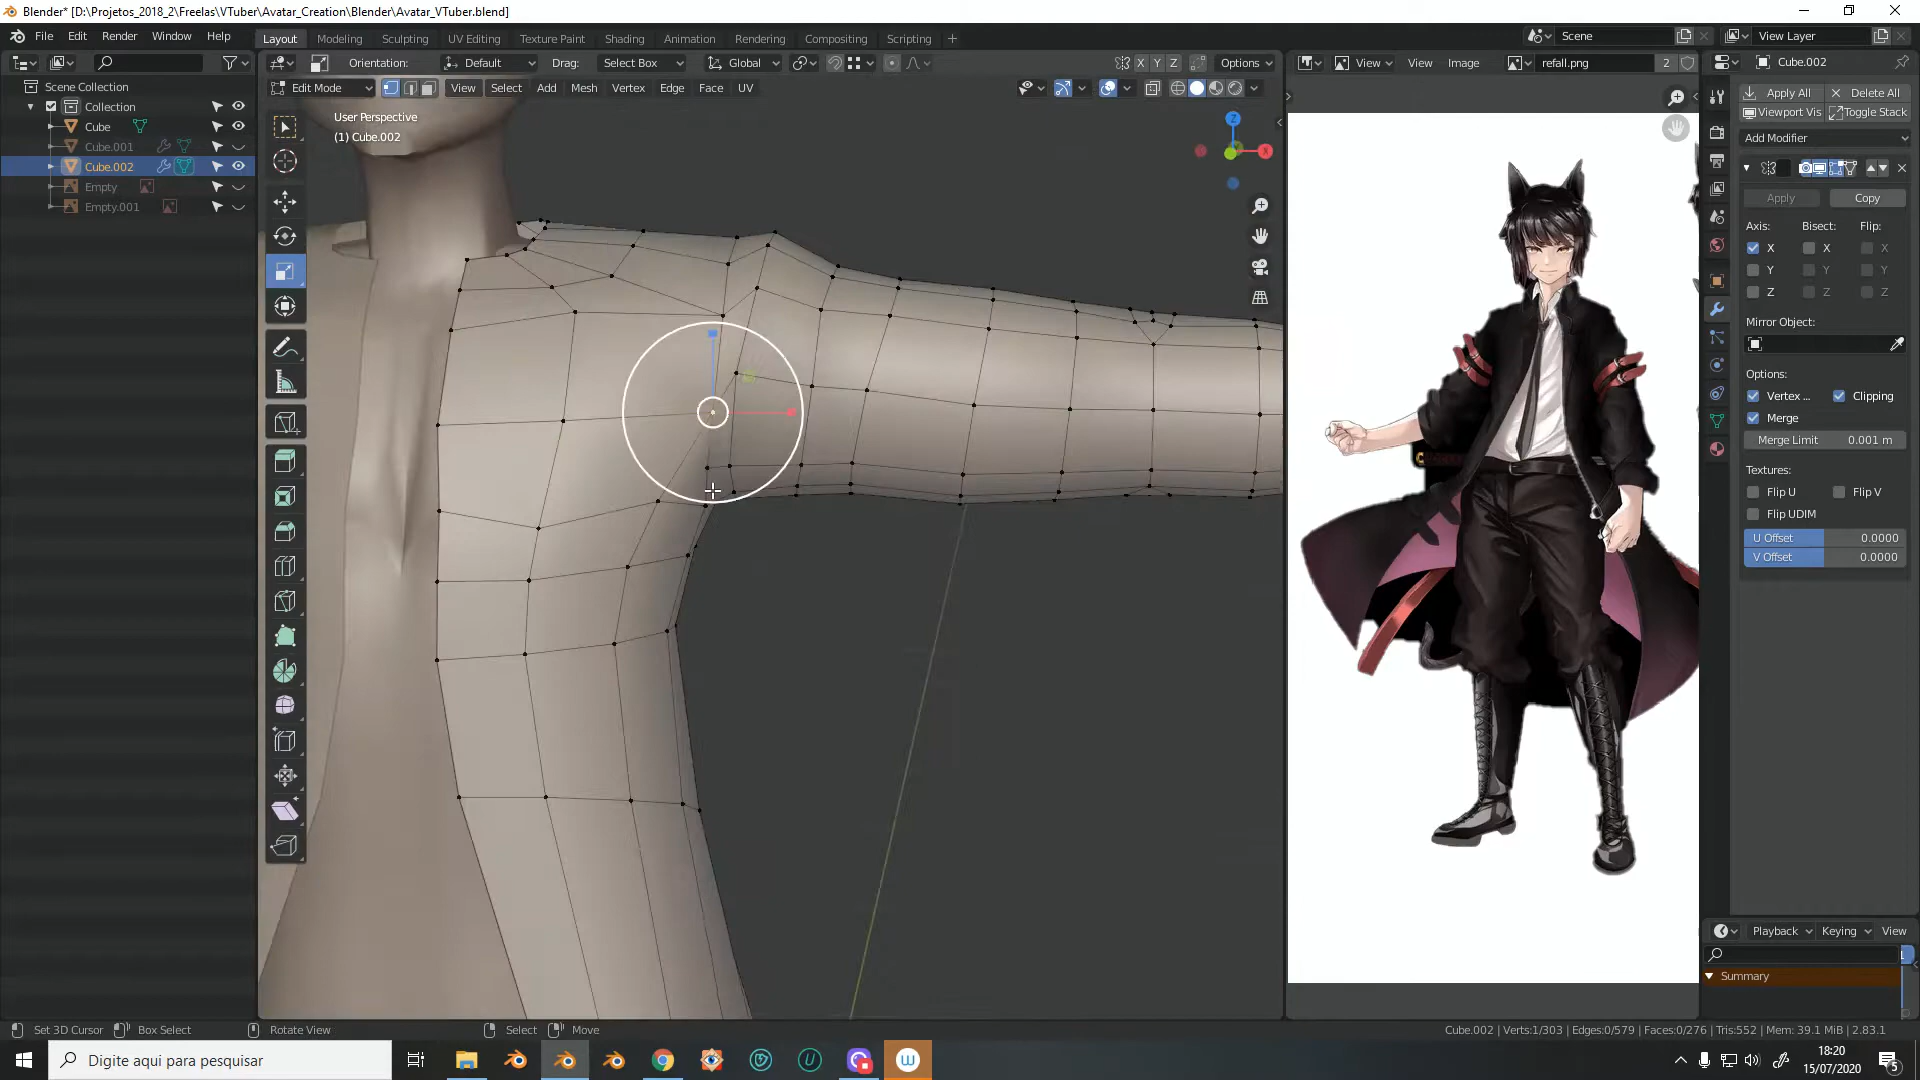 Blender* [D:\Projetos_2018_2\Freelas\VTuber\Avatar_Creation\Blender\Avatar_VTuber.blend]
File Edit Render Window Help
Layout Modeling Sculpting UV Editing Texture Paint Shading Animation Rendering Compositing Scripting +
Scene
View Layer
Orientation: Default Drag: Select Box Global X Y Z Options
View View Image refall.png 2
Cube.002
Scene Collection
Collection
Cube
Cube.001
Cube.002
Empty
Empty.001
Edit Mode View Select Add Mesh Vertex Edge Face UV
User Perspective
(1) Cube.002
Z
X
Apply All Delete All
Viewport Vis Toggle Stack
Add Modifier
Apply Copy
Axis: Bisect: Flip:
X X X
Y Y Y
Z Z Z
Mirror Object:
Options:
Vertex ... Clipping
Merge
Merge Limit 0.001 m
Textures:
Flip U Flip V
Flip UDIM
U Offset 0.0000
V Offset 0.0000
Playback Keying View
1
Summary
Set 3D Cursor Box Select Rotate View Select Move
Cube.002 | Verts:1/303 | Edges:0/579 | Faces:0/276 | Tris:552 | Mem: 39.1 MiB | 2.83.1
Digite aqui para pesquisar
18:20
15/07/2020
5